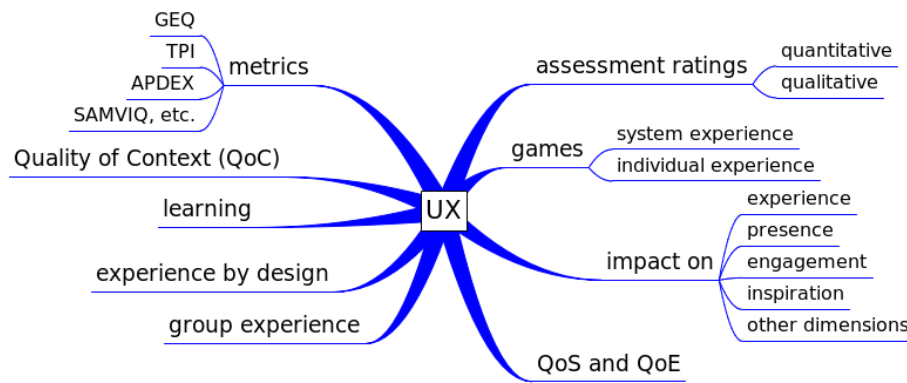 GEQ
TPI
APDEX
SAMVIQ, etc.
metrics
Quality of Context (QoC)
learning
experience by design
group experience
UX
assessment ratings
quantitative
qualitative
games
system experience
individual experience
impact on
experience
presence
engagement
inspiration
other dimensions
QoS and QoE